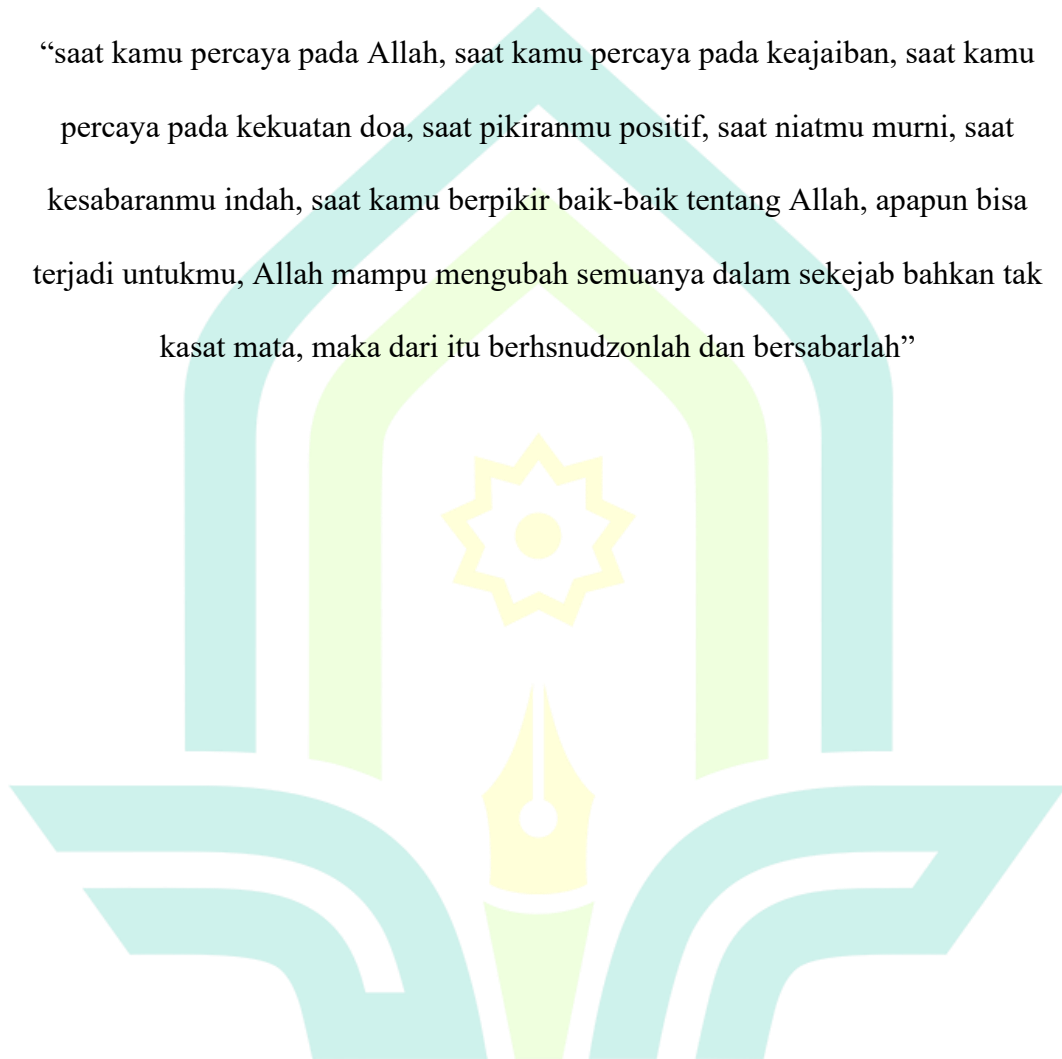 “saat kamu percaya pada Allah, saat kamu percaya pada keajaiban, saat kamu
percaya pada kekuatan doa, saat pikiranmu positif, saat niatmu murni, saat
kesabaranmu indah, saat kamu berpikir baik-baik tentang Allah, apapun bisa
terjadi untukmu, Allah mampu mengubah semuanya dalam sekejab bahkan tak
kasat mata, maka dari itu berhsnudzonlah dan bersabarlah”